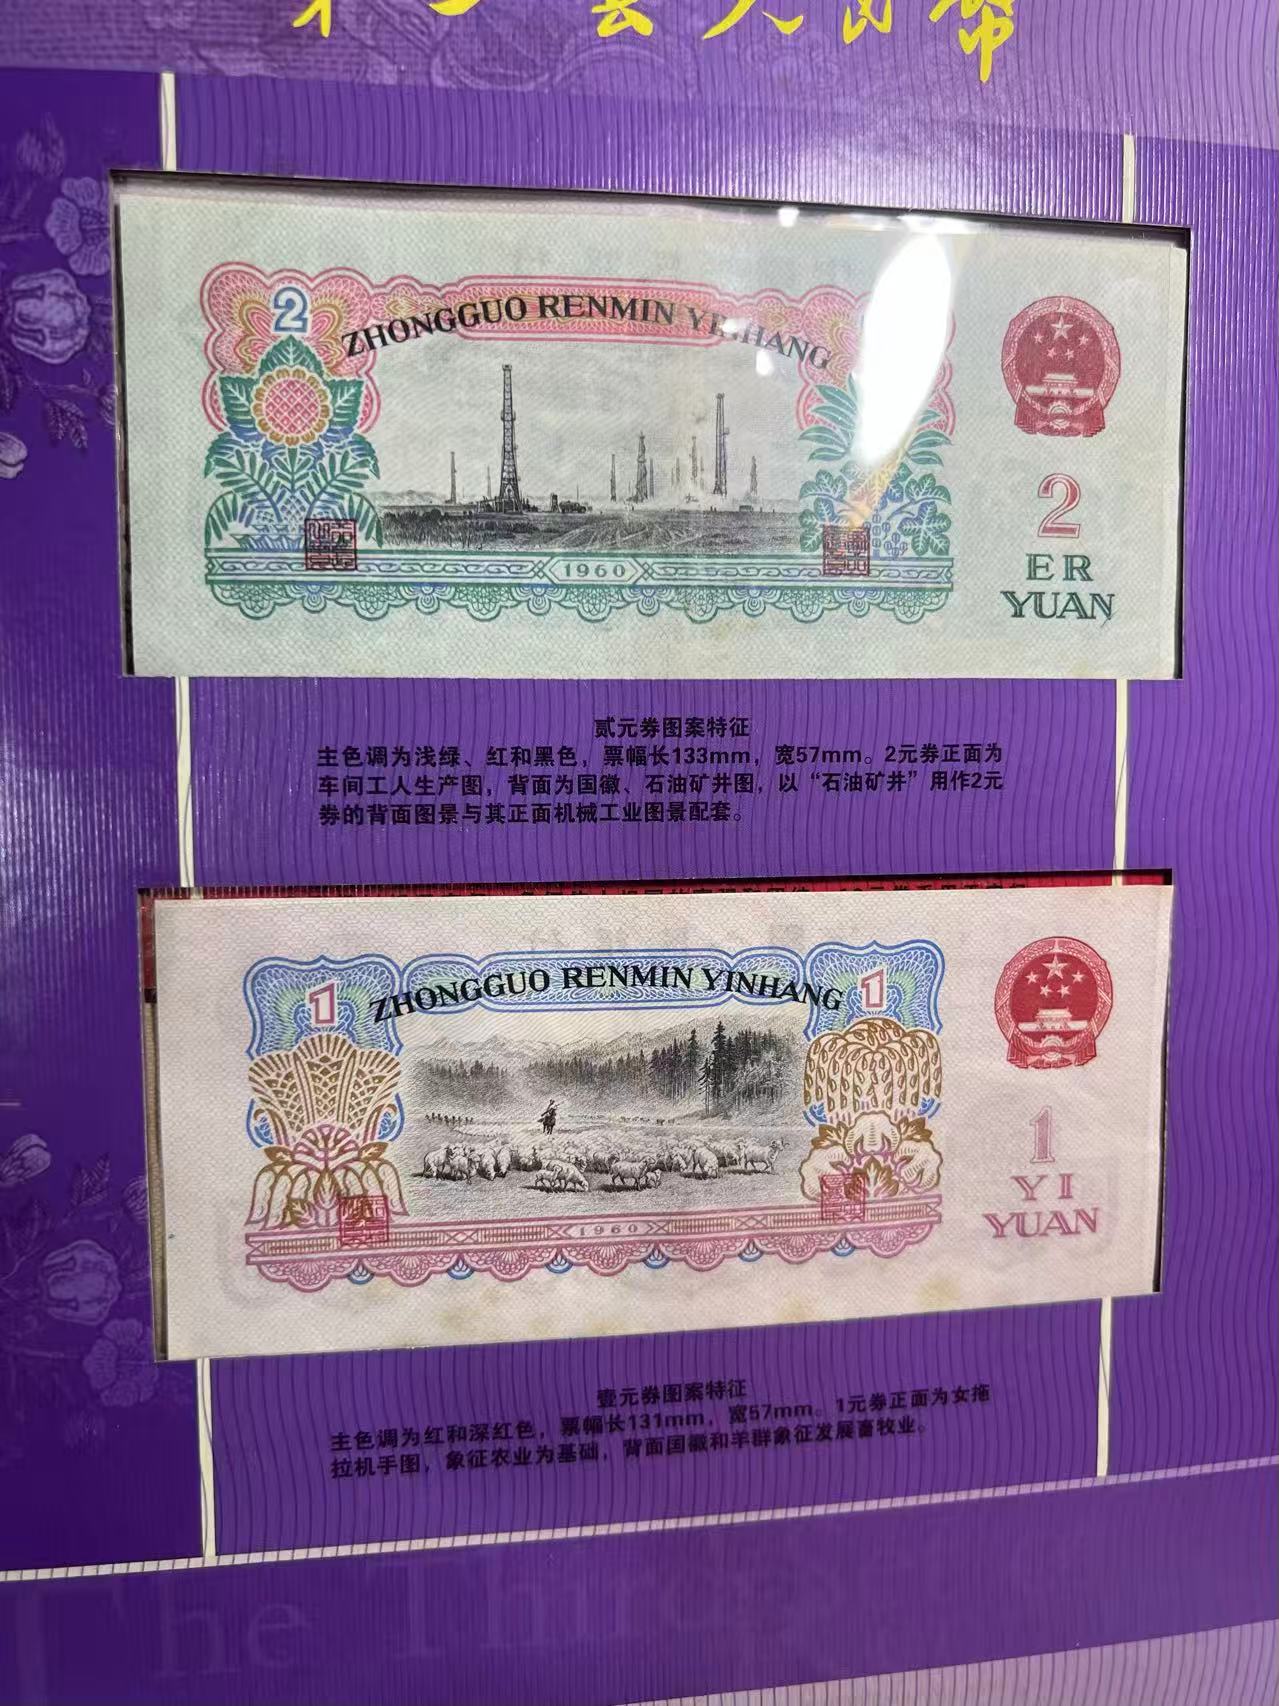 人民幣
2
ZHONGGUO RENMIN YINHANG
1960
2
ER
YUAN
贰元券图案特征
主色调为浅绿、红和黑色，票幅长133mm，宽57mm。2元券正面为
车间工人生产图，背面为国徽、石油矿井图，以“石油矿井”用作2元
券的背面图景与其正面机械工业图景配套。
1
ZHONGGUO RENMIN YINHANG
1
1960
1
YI
YUAN
壹元券图案特征
主色调为红和深红色，票幅长131mm，宽57mm。1元券正面为女拖
拉机手图，象征农业为基础，背面国徽和羊群象征发展畜牧业。
The Thro